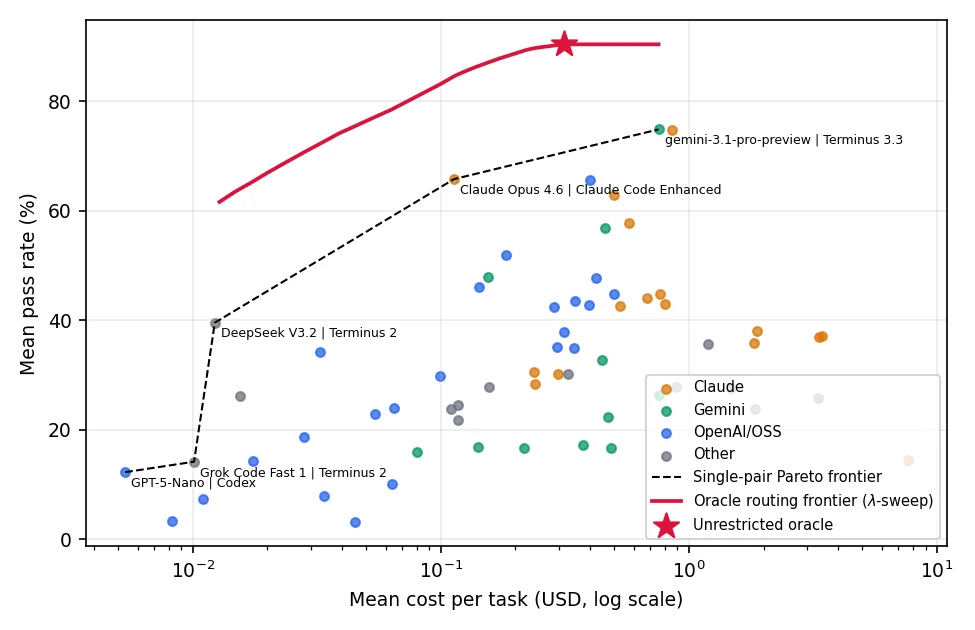 80
60
40
20
0
Mean pass rate (%)
gemini-3.1-pro-preview | Terminus 3.3
Claude Opus 4.6 | Claude Code Enhanced
DeepSeek V3.2 | Terminus 2
Grok Code Fast 1 | Terminus 2
GPT-5-Nano | Codex
Claude
Gemini
OpenAI/OSS
Other
Single-pair Pareto frontier
Oracle routing frontier (λ-sweep)
Unrestricted oracle
10⁻² 10⁻¹ 10⁰ 10¹
Mean cost per task (USD, log scale)